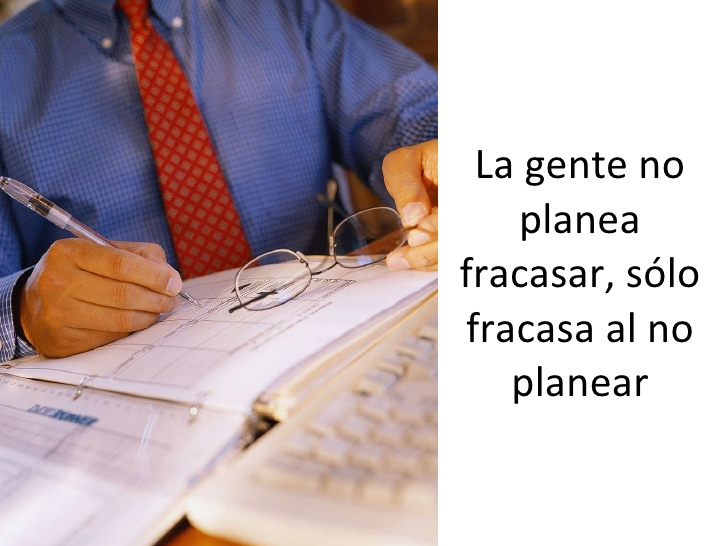 La gente no
planea
fracasar, sólo
fracasa al no
planear